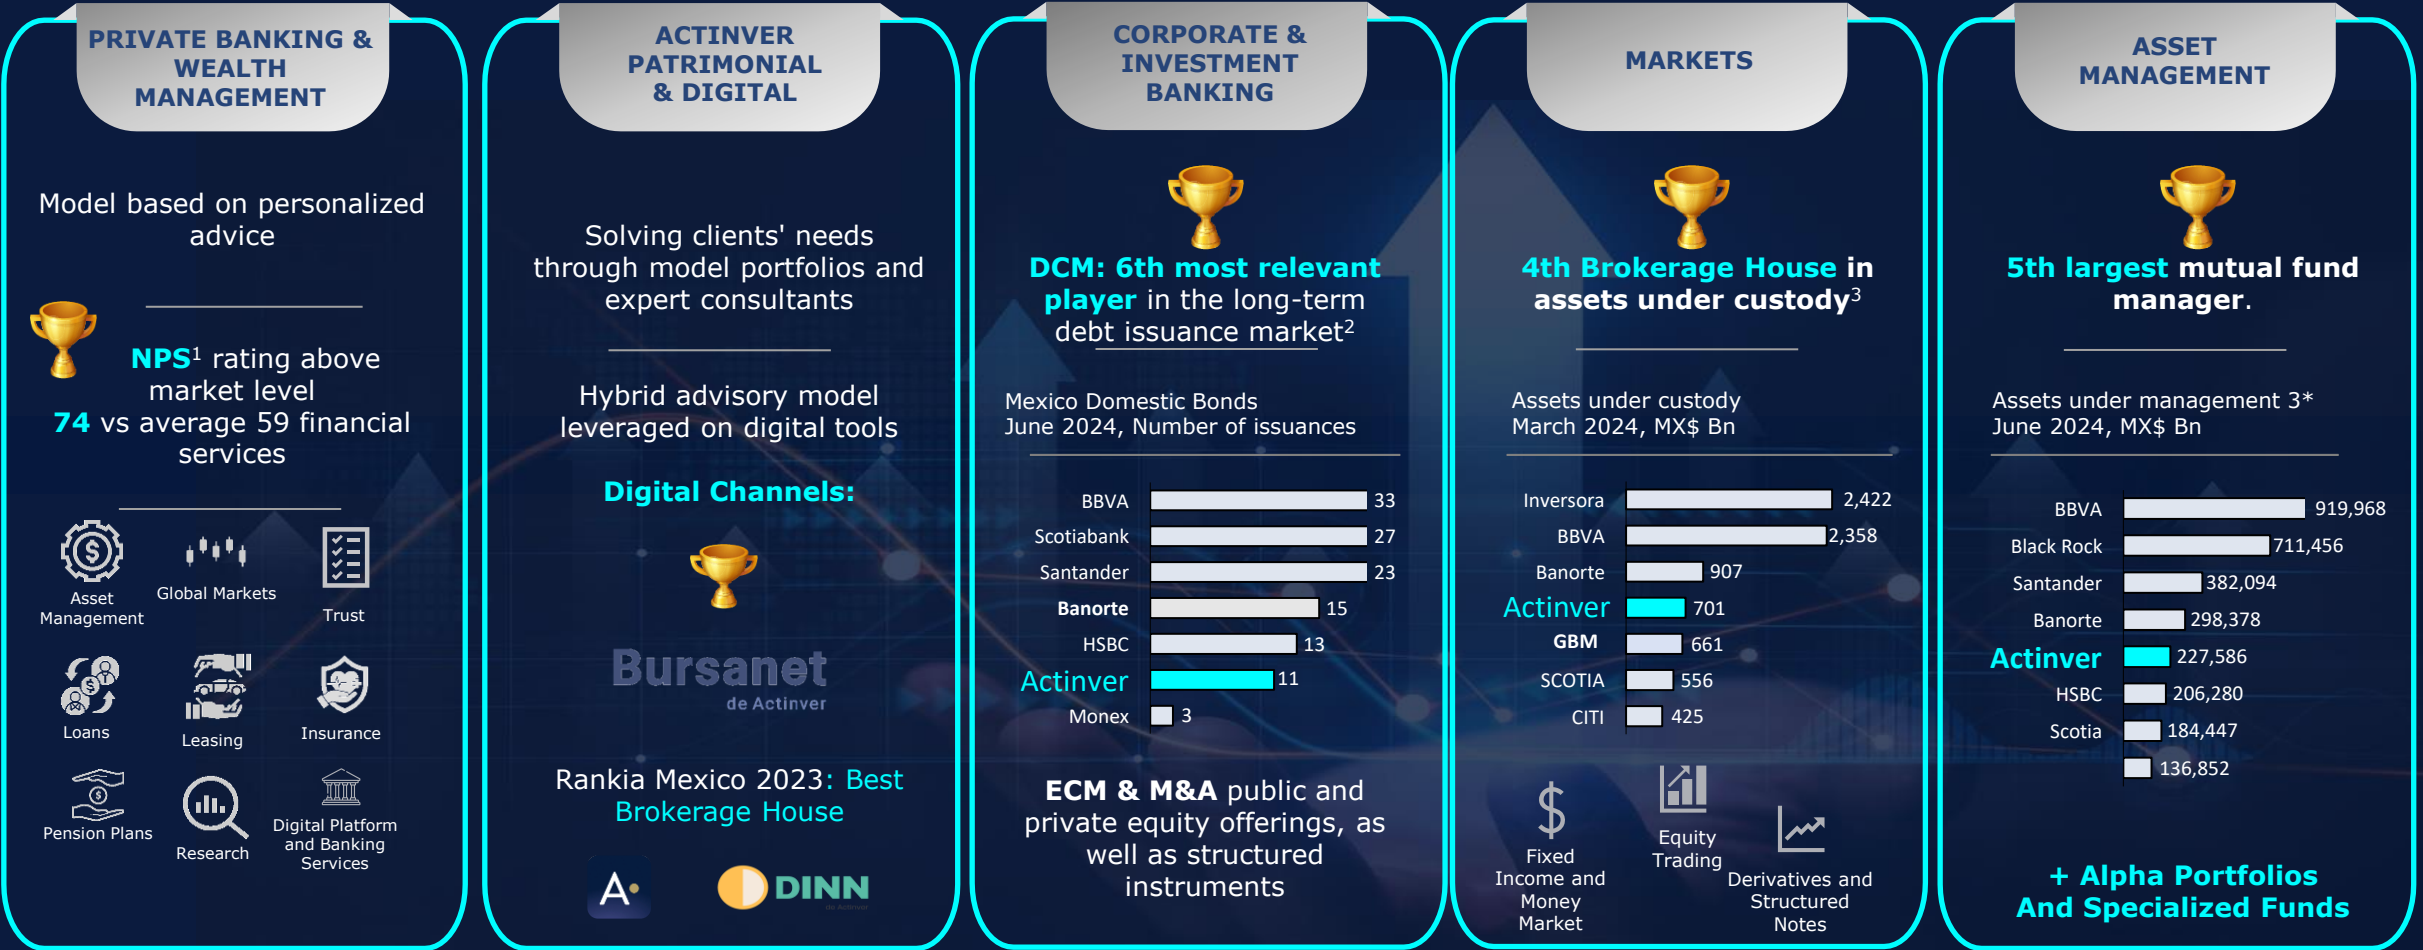 PRIVATE BANKING &
WEALTH
MANAGEMENT
Model based on personalized
advice
NPS1 rating above
market level
74 vs average 59 financial
services
Asset
Management
Global Markets
Trust
Loans
Leasing
Insurance
Pension Plans
Research
Digital Platform
and Banking
Services
ACTINVER
PATRIMONIAL
& DIGITAL
Solving clients' needs
through model portfolios and
expert consultants
Hybrid advisory model
leveraged on digital tools
Digital Channels:
Bursanet
de Actinver
Rankia Mexico 2023: Best
Brokerage House
A
DINN
de Actinver
CORPORATE &
INVESTMENT
BANKING
DCM: 6th most relevant
player in the long-term
debt issuance market2
Mexico Domestic Bonds
June 2024, Number of issuances
BBVA 33
Scotiabank 27
Santander 23
Banorte 15
HSBC 13
Actinver 11
Monex 3
ECM & M&A public and
private equity offerings, as
well as structured
instruments
MARKETS
4th Brokerage House in
assets under custody3
Assets under custody
March 2024, MX$ Bn
Inversora 2,422
BBVA 2,358
Banorte 907
Actinver 701
GBM 661
SCOTIA 556
CITI 425
Fixed
Income and
Money
Market
Equity
Trading
Derivatives and
Structured
Notes
ASSET
MANAGEMENT
5th largest mutual fund
manager.
Assets under management 3*
June 2024, MX$ Bn
BBVA 919,968
Black Rock 711,456
Santander 382,094
Banorte 298,378
Actinver 227,586
HSBC 206,280
Scotia 184,447
136,852
+ Alpha Portfolios
And Specialized Funds